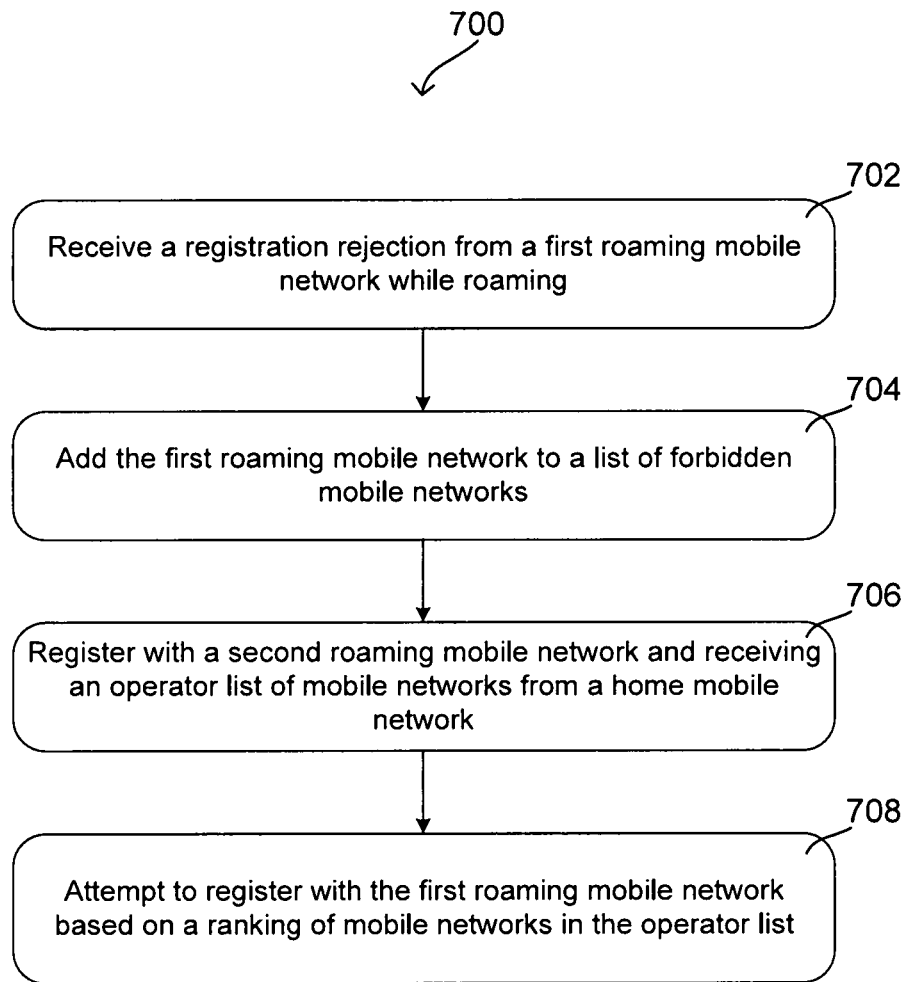 700
702
Receive a registration rejection from a first roaming mobile
network while roaming
704
Add the first roaming mobile network to a list of forbidden
mobile networks
706
Register with a second roaming mobile network and receiving
an operator list of mobile networks from a home mobile
network
708
Attempt to register with the first roaming mobile network
based on a ranking of mobile networks in the operator list